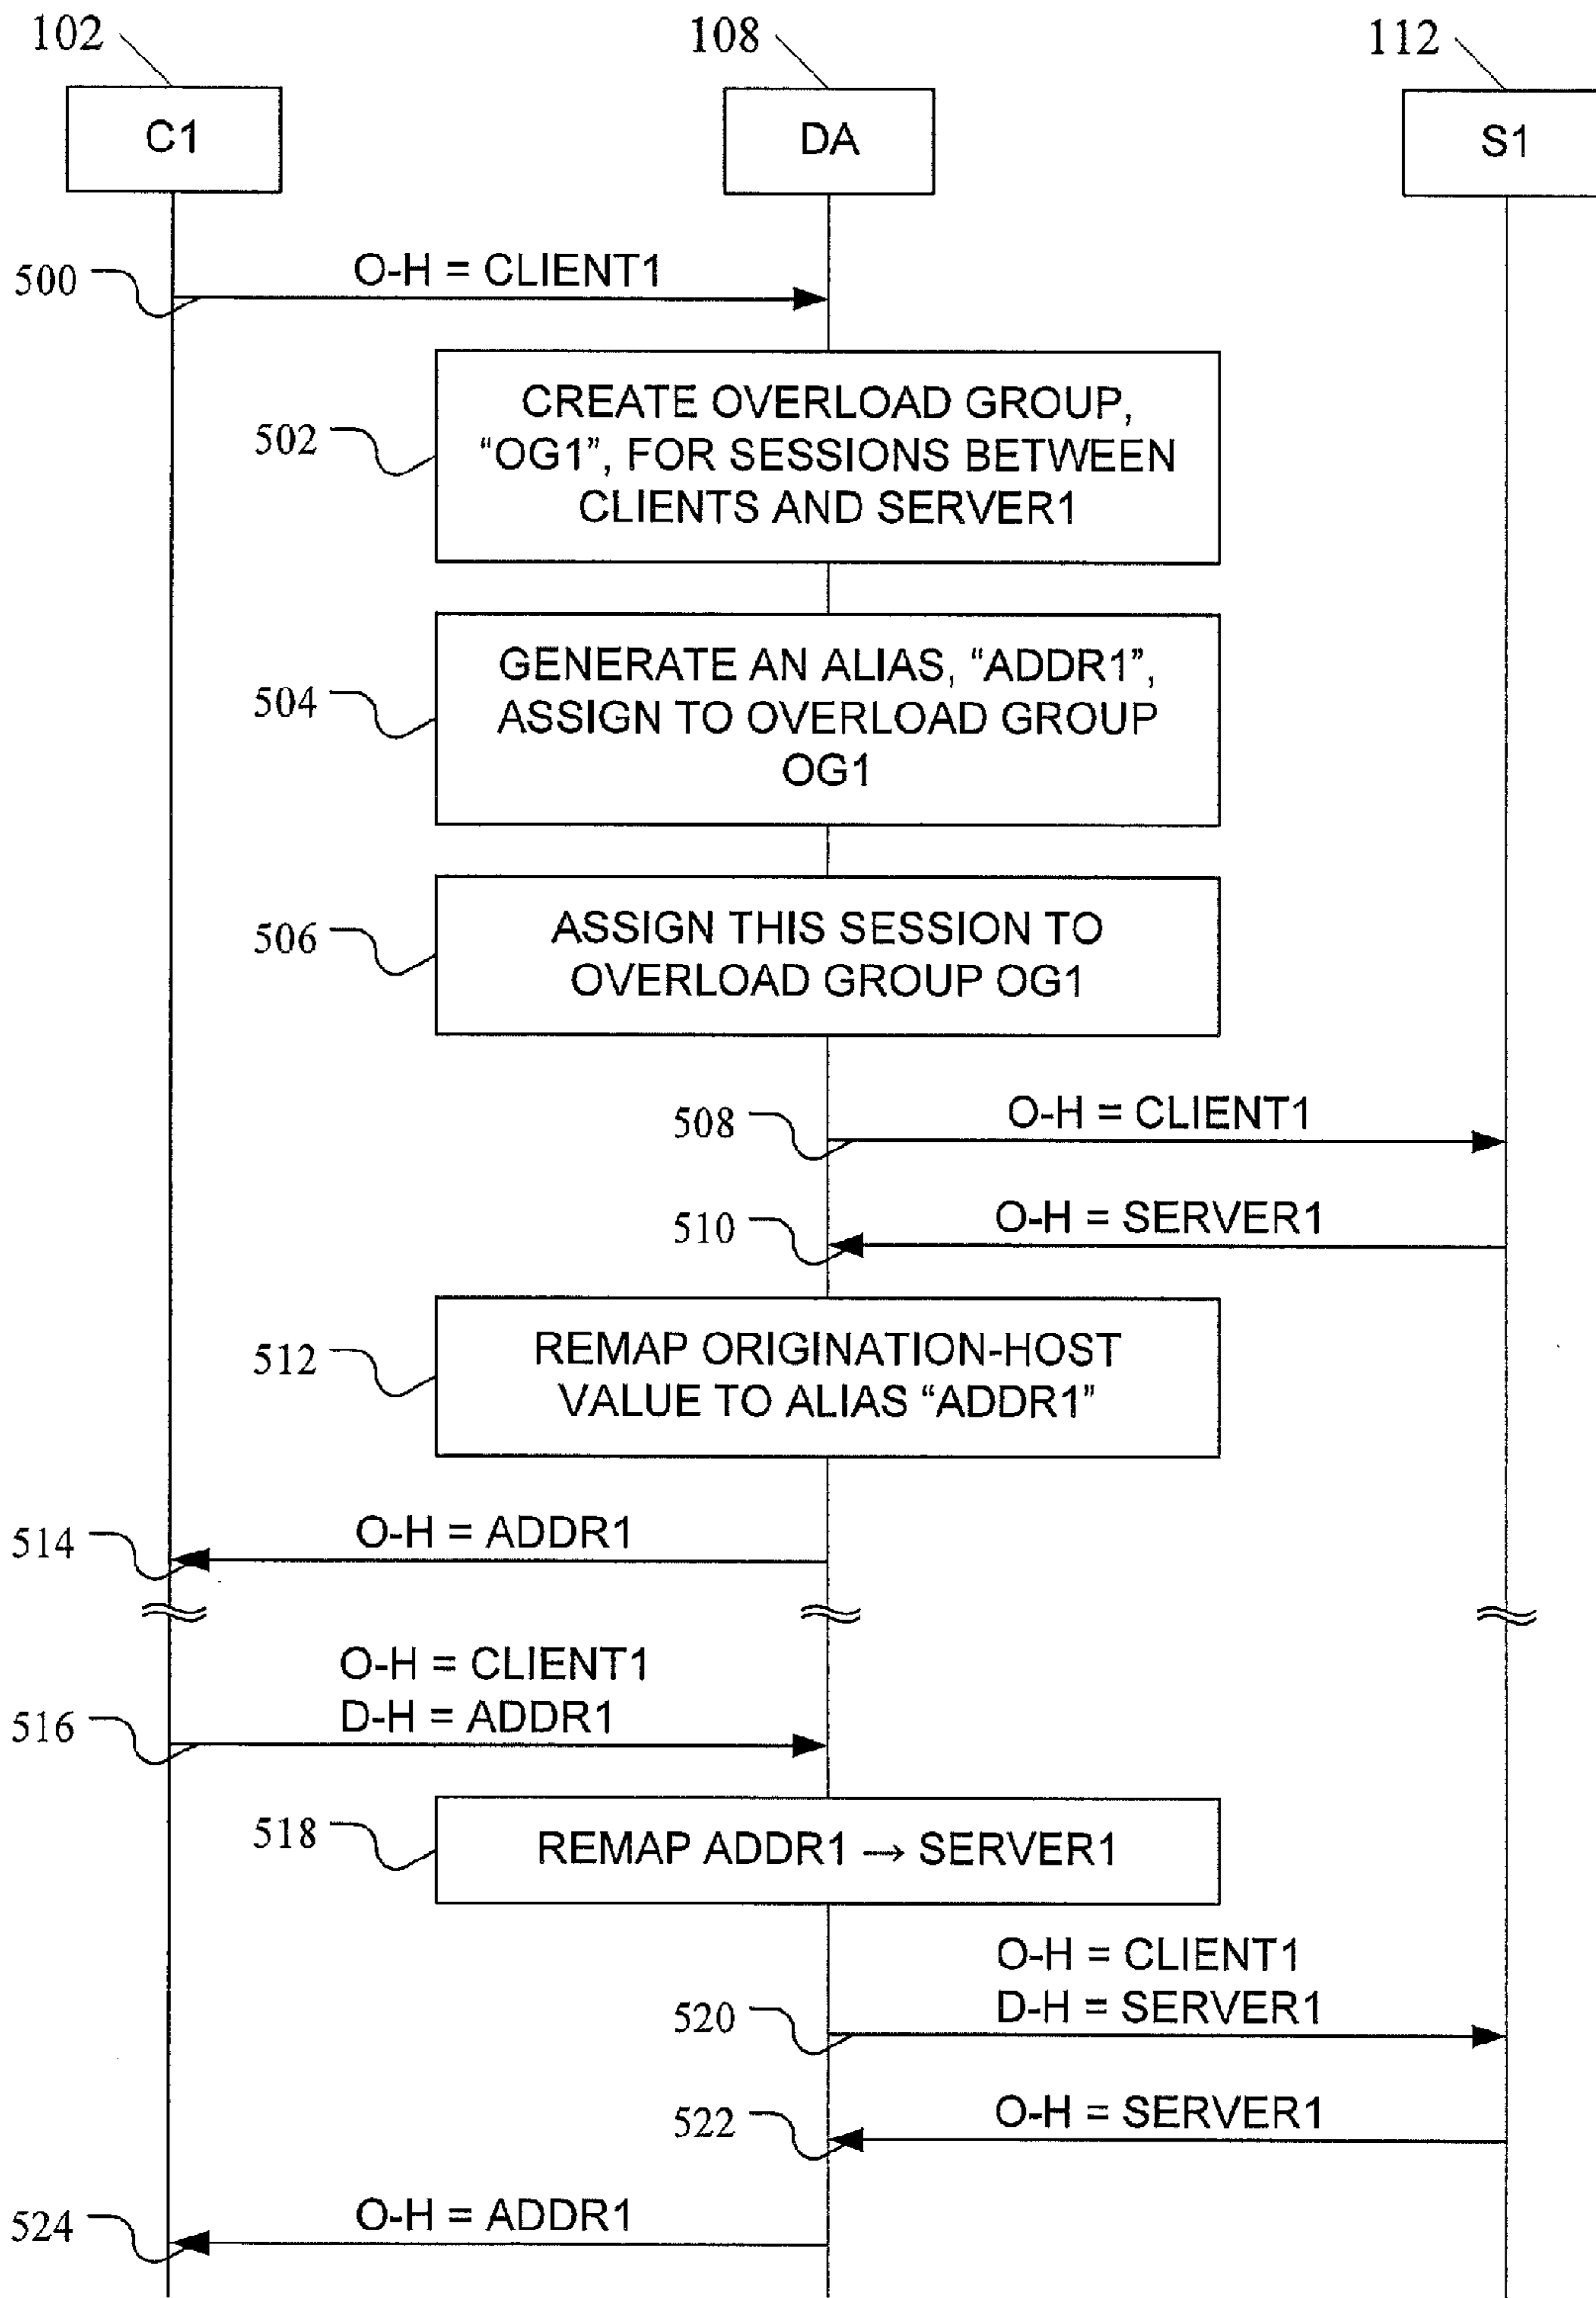 102
108
112
C1
DA
S1
500
O-H = CLIENT1
502
CREATE OVERLOAD GROUP,
“OG1”, FOR SESSIONS BETWEEN
CLIENTS AND SERVER1
504
GENERATE AN ALIAS, “ADDR1”,
ASSIGN TO OVERLOAD GROUP
OG1
506
ASSIGN THIS SESSION TO
OVERLOAD GROUP OG1
508
O-H = CLIENT1
510
O-H = SERVER1
512
REMAP ORIGINATION-HOST
VALUE TO ALIAS “ADDR1”
514
O-H = ADDR1
O-H = CLIENT1
D-H = ADDR1
516
518
REMAP ADDR1 → SERVER1
O-H = CLIENT1
D-H = SERVER1
520
522
O-H = SERVER1
524
O-H = ADDR1